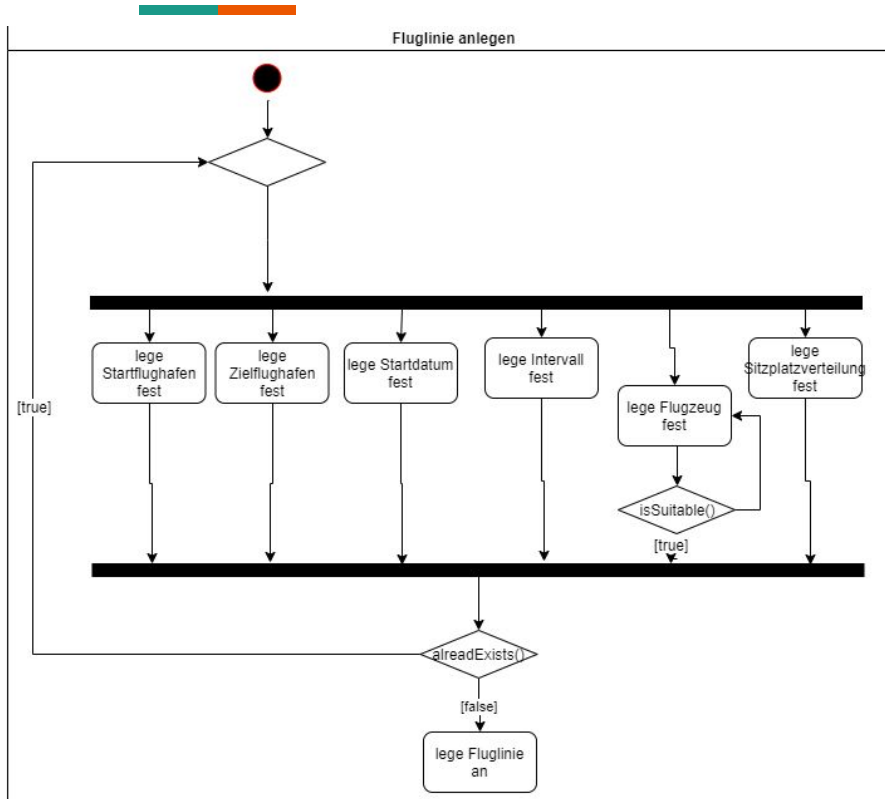 Fluglinie anlegen
lege
Startflughafen
fest
lege
Zielflughafen
fest
lege Startdatum
fest
lege Intervall
fest
lege Flugzeug
fest
lege
Sitzplatzverteilung
fest
[true]
isSuitable()
[true]
alreadExists()
[false]
lege Fluglinie
an